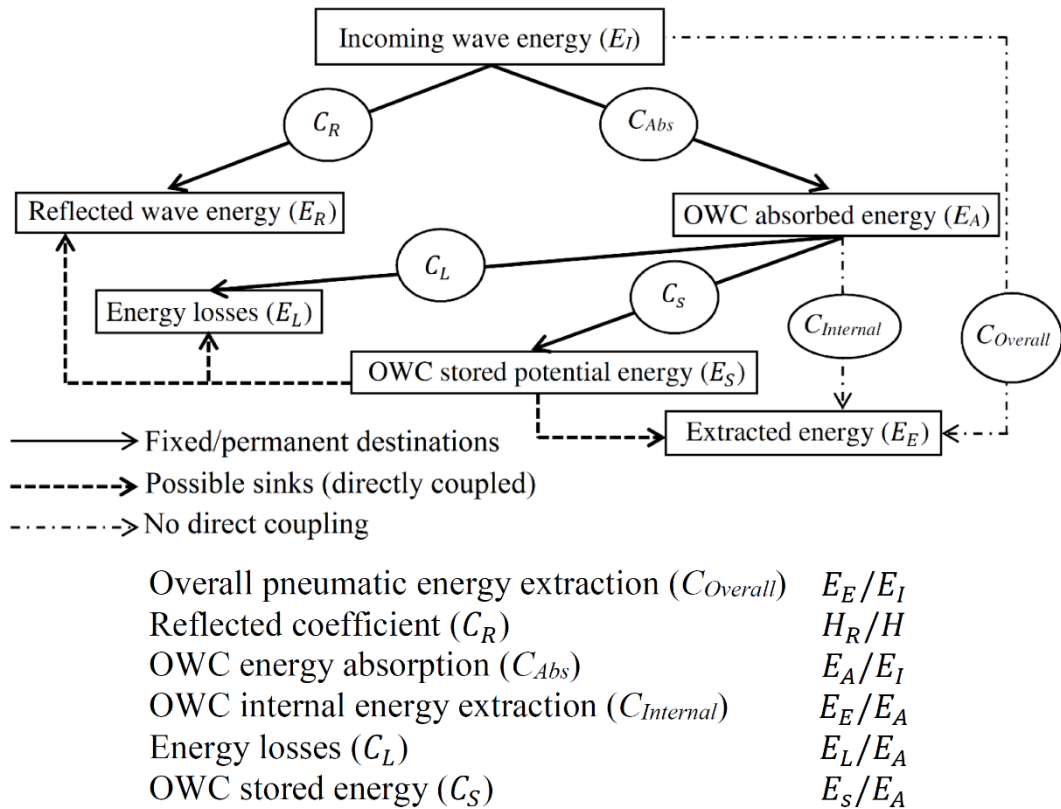 Incoming wave energy (E_I)
C_R
C_Abs
Reflected wave energy (E_R)
OWC absorbed energy (E_A)
C_L
C_s
Energy losses (E_L)
C_Internal
C_Overall
OWC stored potential energy (E_S)
Extracted energy (E_E)
Fixed/permanent destinations
Possible sinks (directly coupled)
No direct coupling
Overall pneumatic energy extraction (C_Overall) E_E/E_I
Reflected coefficient (C_R) H_R/H
OWC energy absorption (C_Abs) E_A/E_I
OWC internal energy extraction (C_Internal) E_E/E_A
Energy losses (C_L) E_L/E_A
OWC stored energy (C_S) E_s/E_A